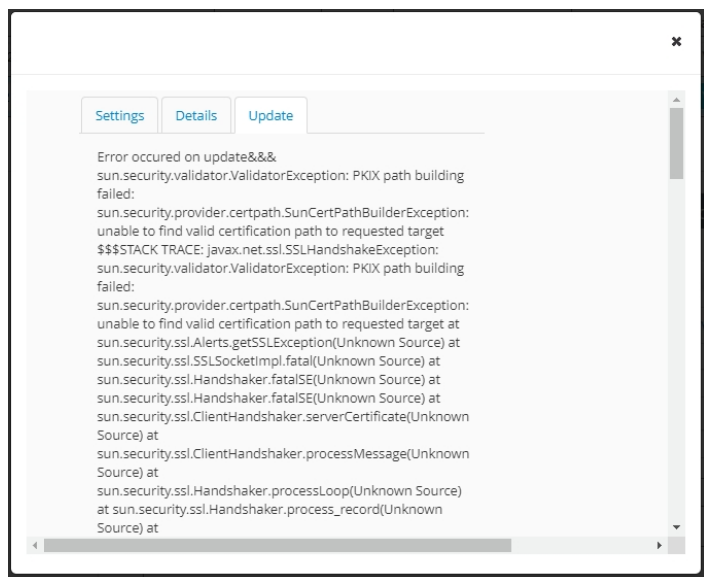 ✖
Settings Details Update
Error occured on update&&&
sun.security.validator.ValidatorException: PKIX path building
failed:
sun.security.provider.certpath.SunCertPathBuilderException:
unable to find valid certification path to requested target
$$$STACK TRACE: javax.net.ssl.SSLHandshakeException:
sun.security.validator.ValidatorException: PKIX path building
failed:
sun.security.provider.certpath.SunCertPathBuilderException:
unable to find valid certification path to requested target at
sun.security.ssl.Alerts.getSSLException(Unknown Source) at
sun.security.ssl.SSLSocketImpl.fatal(Unknown Source) at
sun.security.ssl.Handshaker.fatalSE(Unknown Source) at
sun.security.ssl.Handshaker.fatalSE(Unknown Source) at
sun.security.ssl.ClientHandshaker.serverCertificate(Unknown
Source) at
sun.security.ssl.ClientHandshaker.processMessage(Unknown
Source) at
sun.security.ssl.Handshaker.processLoop(Unknown Source)
at sun.security.ssl.Handshaker.process_record(Unknown
Source) at